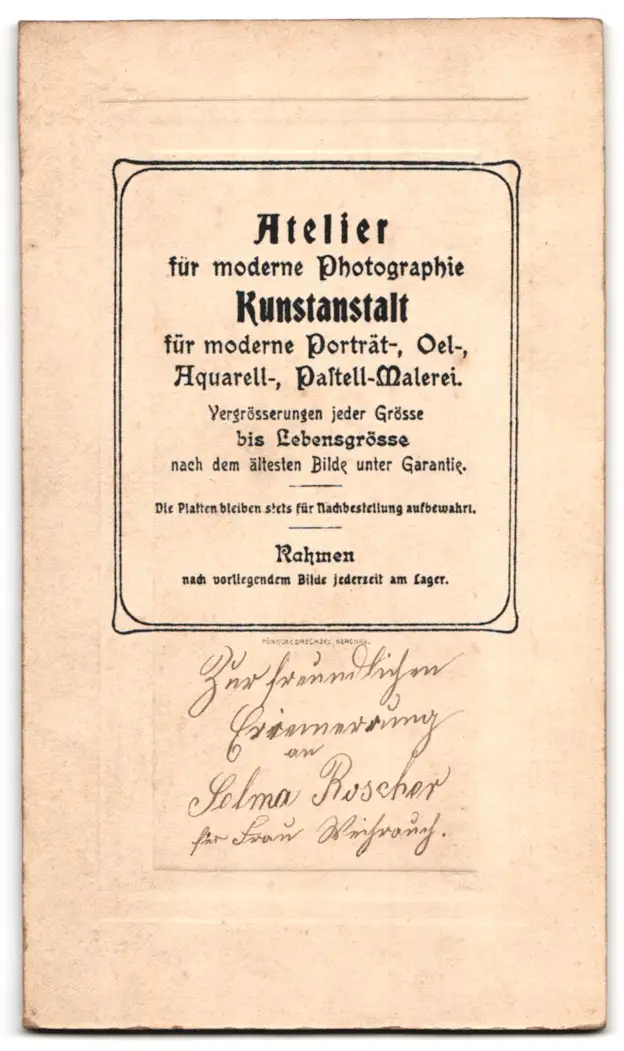 Atelier
für moderne Photographie
Kunstanstalt
für moderne Porträt-, Oel-,
Aquarell-, Pastell-Malerei.
Vergrösserungen jeder Grösse
bis Lebensgrösse
nach dem ältesten Bilde unter Garantie.
Die Platten bleiben stets für Nachbestellung aufbewahrt.
Rahmen
nach vorliegendem Bilde jederzeit am Lager.
Zur freundlichen
Erinnerung
an
Selma Roscher
für Frau Weihrauch.